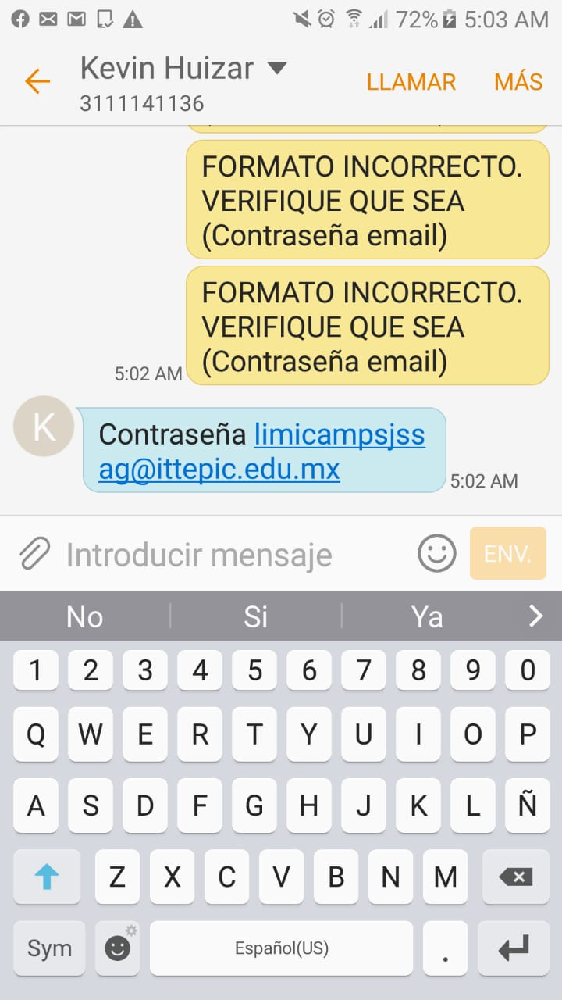 72% 5:03 AM
Kevin Huizar
3111141136
LLAMAR MÁS
FORMATO INCORRECTO.
VERIFIQUE QUE SEA
(Contraseña email)
FORMATO INCORRECTO.
VERIFIQUE QUE SEA
(Contraseña email)
5:02 AM
K
Contraseña limicampsjss
ag@ittepic.edu.mx
5:02 AM
Introducir mensaje
ENV.
No Si Ya
1 2 3 4 5 6 7 8 9 0
Q W E R T Y U I O P
A S D F G H J K L Ñ
Z X C V B N M
Sym Español(US) .